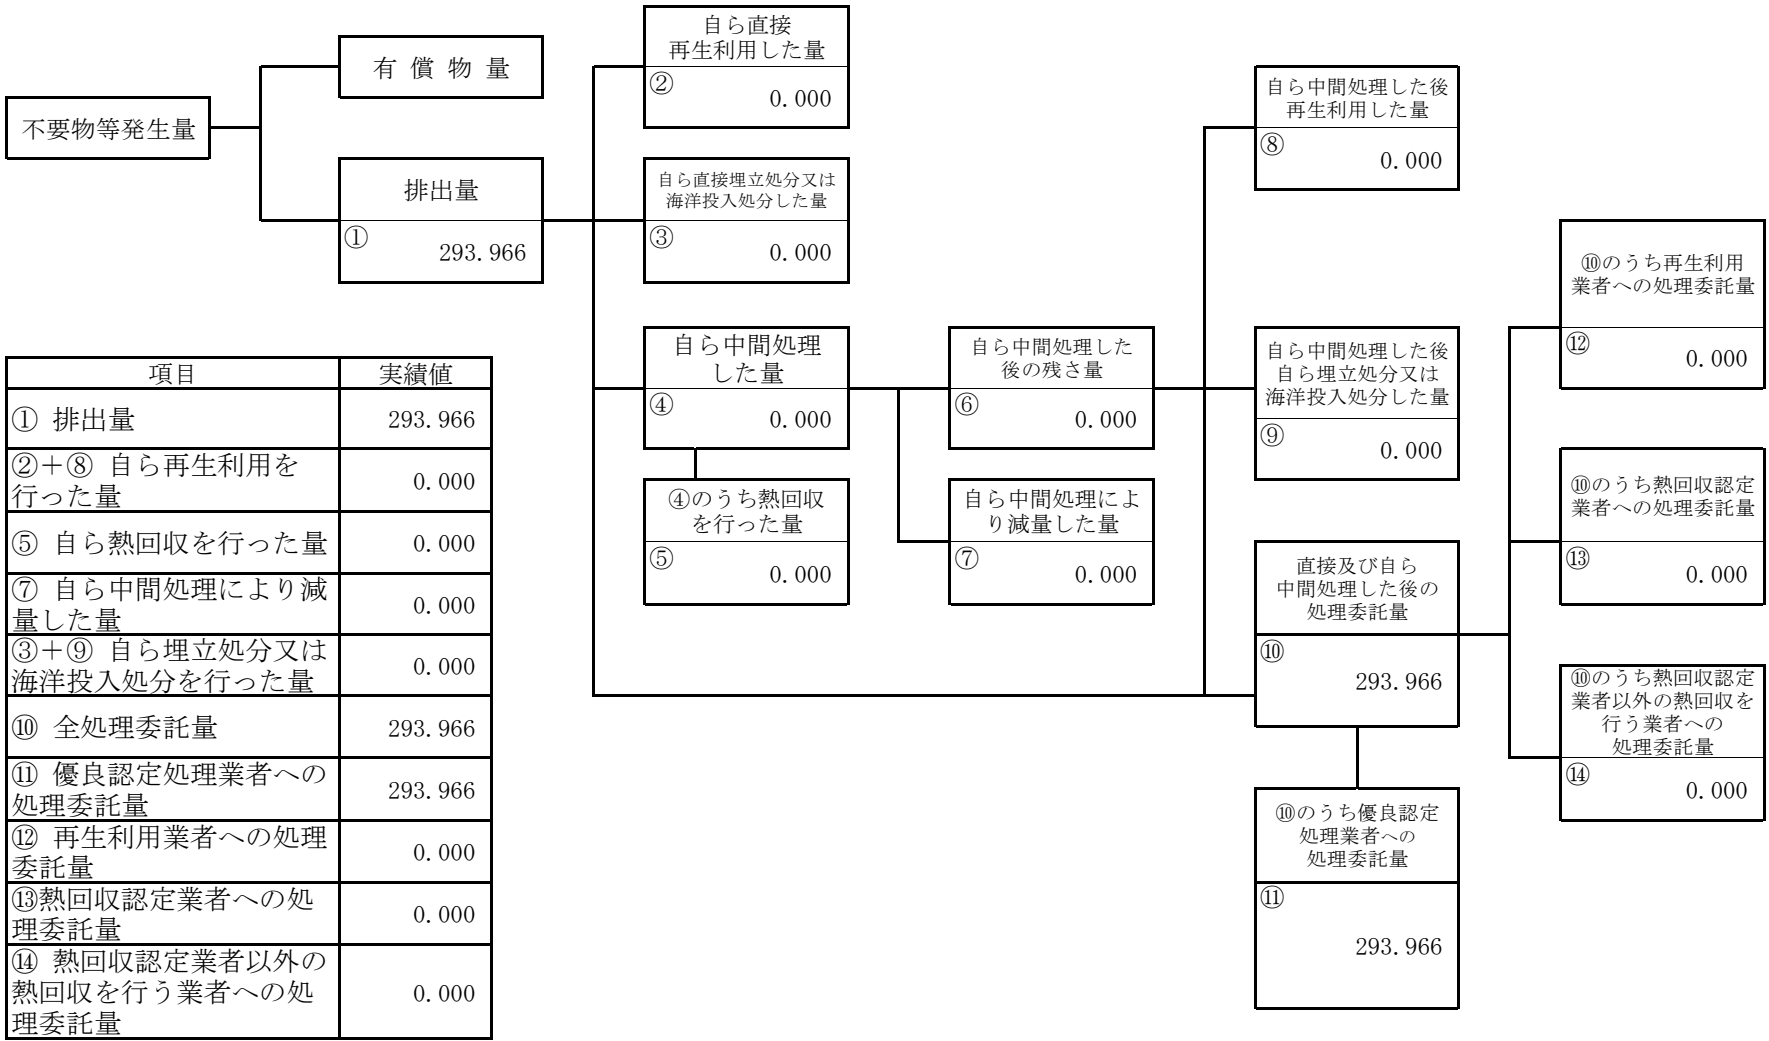 自ら直接
再生利用した量
②
0.000
有 償 物 量
不要物等発生量
排出量
①
293.966
自ら直接埋立処分又は
海洋投入処分した量
③
0.000
自ら中間処理した後
再生利用した量
⑧
0.000
自ら中間処理
した量
④
0.000
自ら中間処理した
後の残さ量
⑥
0.000
自ら中間処理した後
自ら埋立処分又は
海洋投入処分した量
⑨
0.000
⑩のうち再生利用
業者への処理委託量
⑫
0.000
④のうち熱回収
を行った量
⑤
0.000
自ら中間処理によ
り減量した量
⑦
0.000
直接及び自ら
中間処理した後の
処理委託量
⑩
293.966
⑩のうち熱回収認定
業者への処理委託量
⑬
0.000
⑩のうち熱回収認定
業者以外の熱回収を
行う業者への
処理委託量
⑭
0.000
⑩のうち優良認定
処理業者への
処理委託量
⑪
293.966
項目 実績値
① 排出量 293.966
②＋⑧ 自ら再生利用を
行った量 0.000
⑤ 自ら熱回収を行った量 0.000
⑦ 自ら中間処理により減
量した量 0.000
③＋⑨ 自ら埋立処分又は
海洋投入処分を行った量 0.000
⑩ 全処理委託量 293.966
⑪ 優良認定処理業者への
処理委託量 293.966
⑫ 再生利用業者への処理
委託量 0.000
⑬熱回収認定業者への処
理委託量 0.000
⑭ 熱回収認定業者以外の
熱回収を行う業者への処
理委託量 0.000